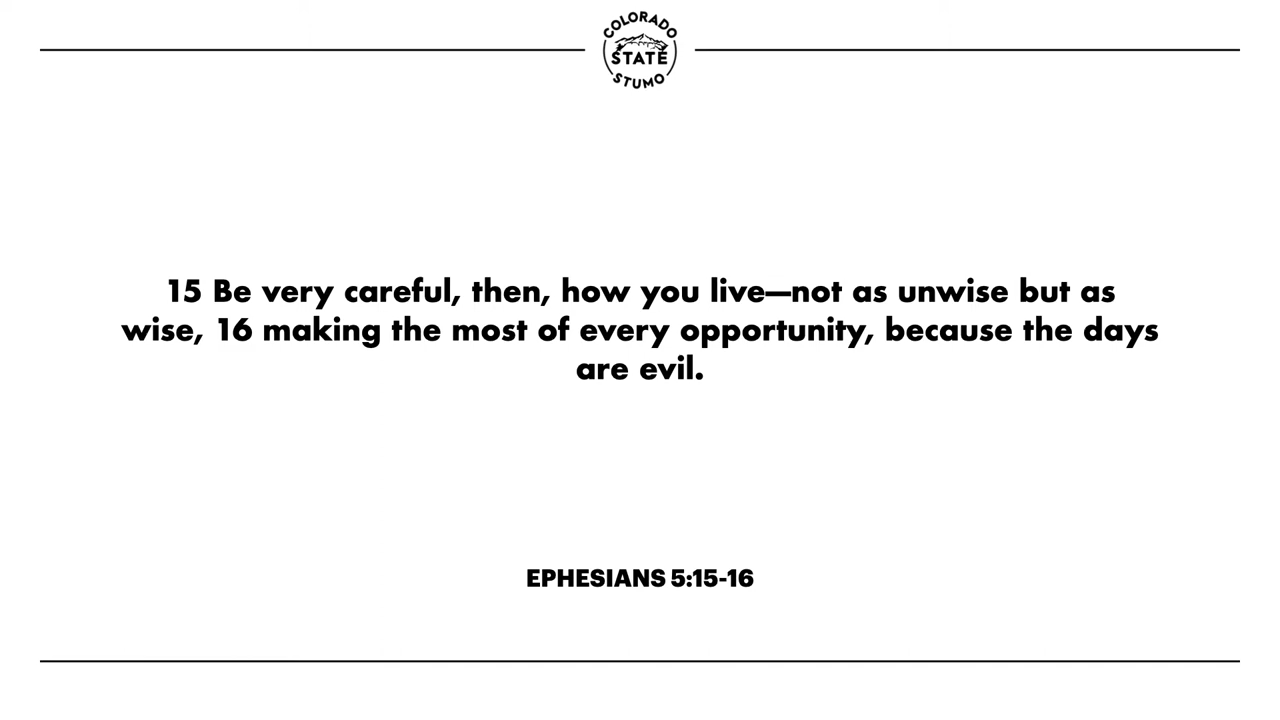 COLORADO
STATE
STUMO
15 Be very careful, then, how you live—not as unwise but as
wise, 16 making the most of every opportunity, because the days
are evil.
EPHESIANS 5:15-16